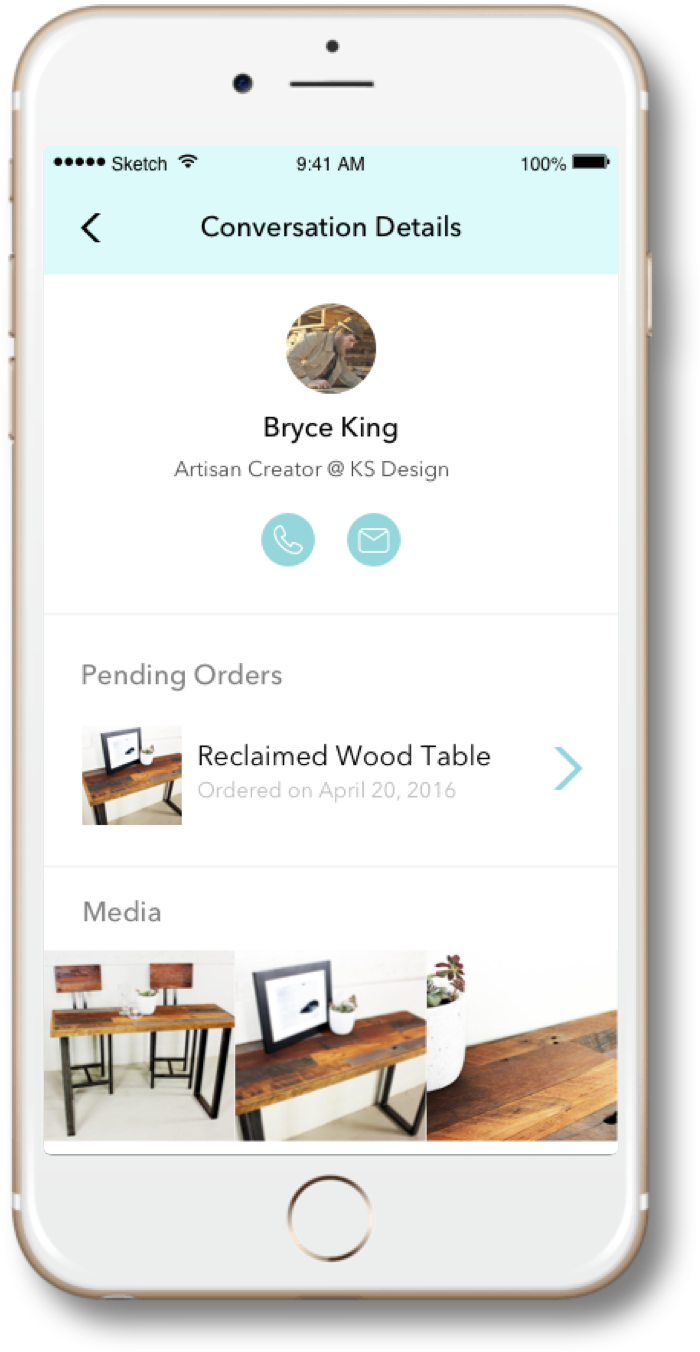 Sketch 9:41 AM 100%
Conversation Details
Bryce King
Artisan Creator @ KS Design
Pending Orders
Reclaimed Wood Table
Ordered on April 20, 2016
Media